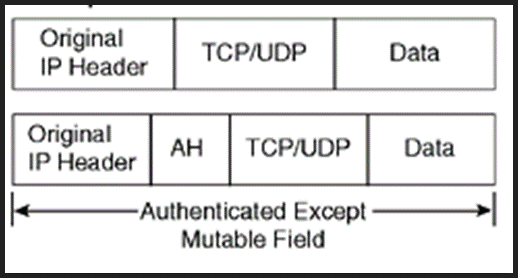 Original
IP Header
TCP/UDP
Data
Original
IP Header
AH
TCP/UDP
Data
Authenticated Except
Mutable Field